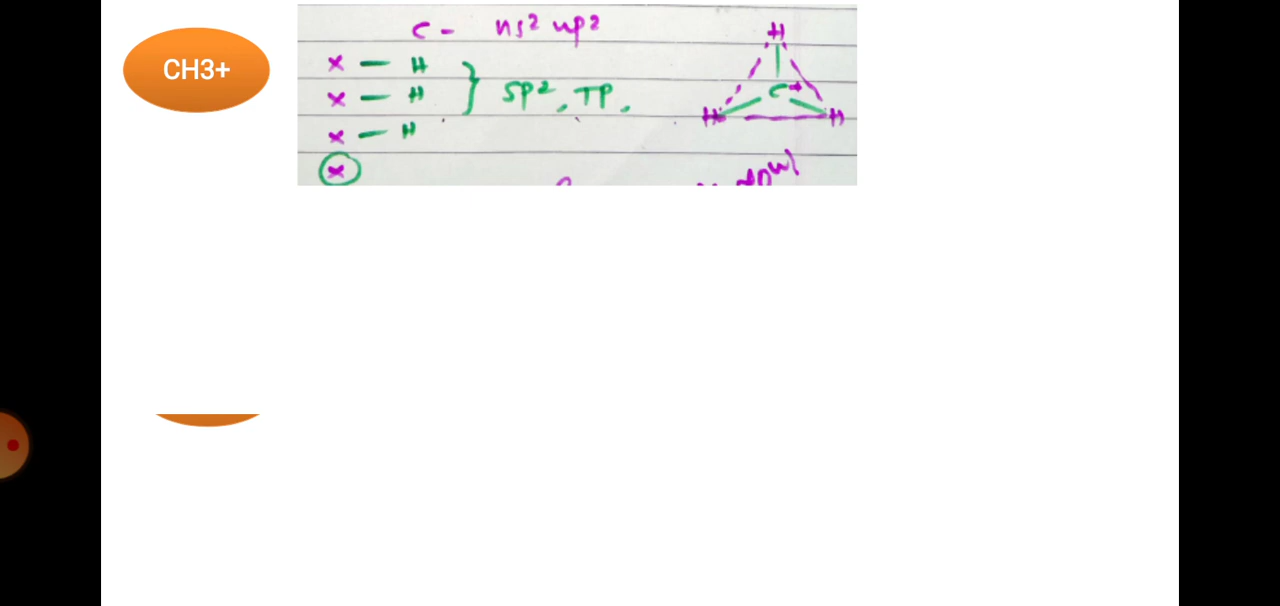 CH3+
C - ns² np²
x — H
x — H } sp², TP.
x — H
x
H
C+
H H